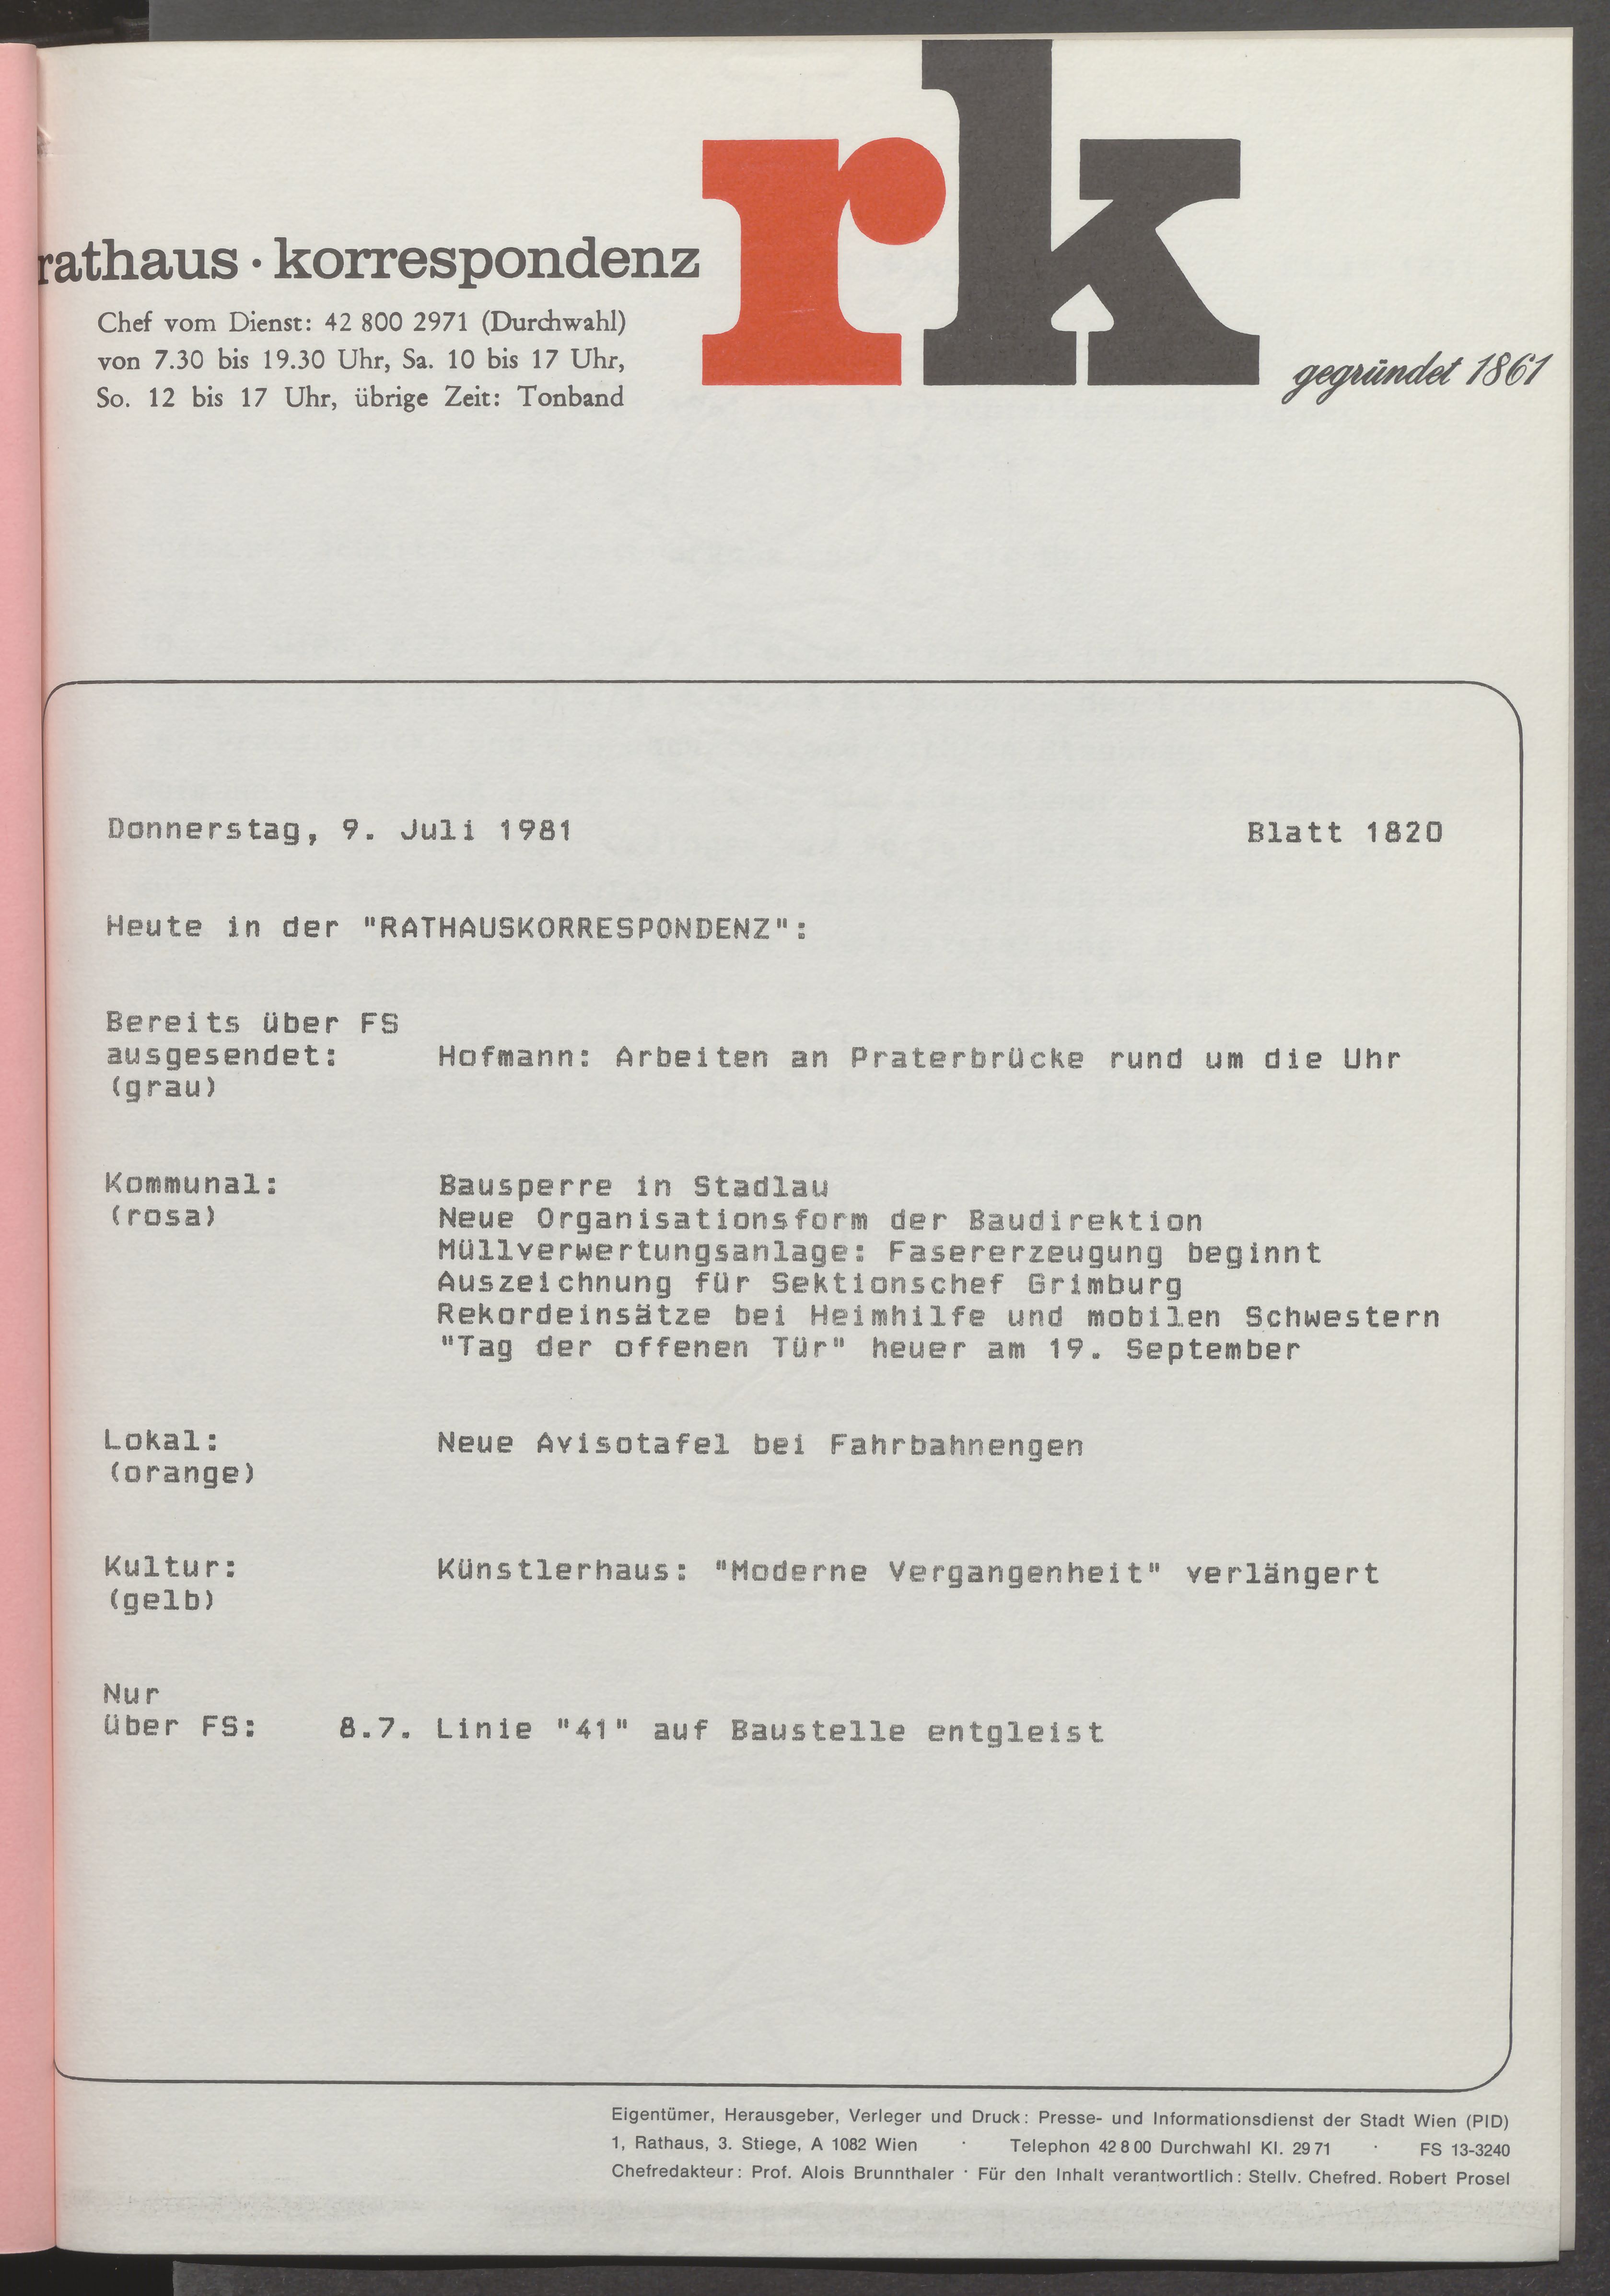 rk
rathaus · korrespondenz
Chef vom Dienst: 42 800 2971 (Durchwahl)
von 7.30 bis 19.30 Uhr, Sa. 10 bis 17 Uhr,
So. 12 bis 17 Uhr, übrige Zeit: Tonband
gegründet 1861
Donnerstag, 9. Juli 1981 Blatt 1820
Heute in der "RATHAUSKORRESPONDENZ":
Bereits über FS
ausgesendet: Hofmann: Arbeiten an Praterbrücke rund um die Uhr
(grau)
Kommunal: Bausperre in Stadlau
(rosa) Neue Organisationsform der Baudirektion
Müllverwertungsanlage: Fasererzeugung beginnt
Auszeichnung für Sektionschef Grimburg
Rekordeinsätze bei Heimhilfe und mobilen Schwestern
"Tag der offenen Tür" heuer am 19. September
Lokal: Neue Avisotafel bei Fahrbahnengen
(orange)
Kultur: Künstlerhaus: "Moderne Vergangenheit" verlängert
(gelb)
Nur
über FS: 8.7. Linie "41" auf Baustelle entgleist
Eigentümer, Herausgeber, Verleger und Druck: Presse- und Informationsdienst der Stadt Wien (PID)
1, Rathaus, 3. Stiege, A 1082 Wien · Telephon 42 8 00 Durchwahl Kl. 29 71 · FS 13-3240
Chefredakteur: Prof. Alois Brunnthaler · Für den Inhalt verantwortlich: Stellv. Chefred. Robert Prosel